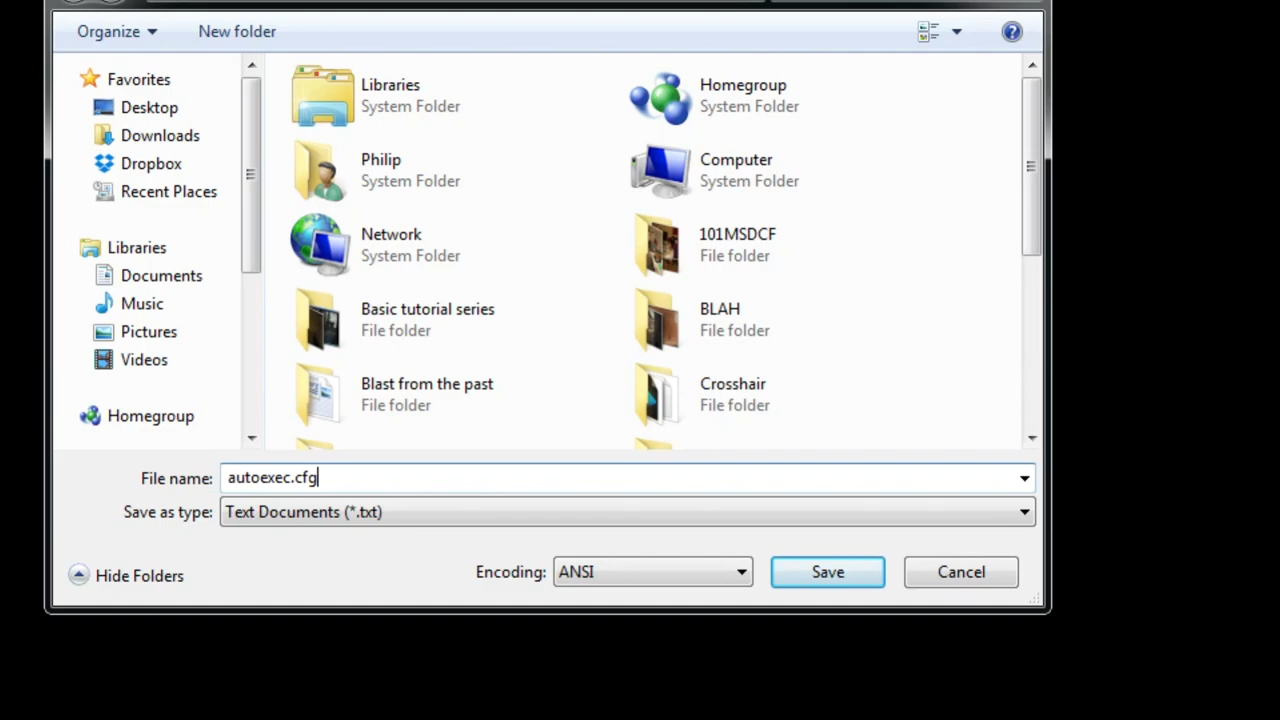 Organize
New folder
Favorites
Desktop
Downloads
Dropbox
Recent Places
Libraries
Documents
Music
Pictures
Videos
Homegroup
Libraries
System Folder
Homegroup
System Folder
Philip
System Folder
Computer
System Folder
Network
System Folder
101MSDCF
File folder
Basic tutorial series
File folder
BLAH
File folder
Blast from the past
File folder
Crosshair
File folder
File name: autoexec.cfg
Save as type: Text Documents (*.txt)
Hide Folders
Encoding: ANSI
Save
Cancel